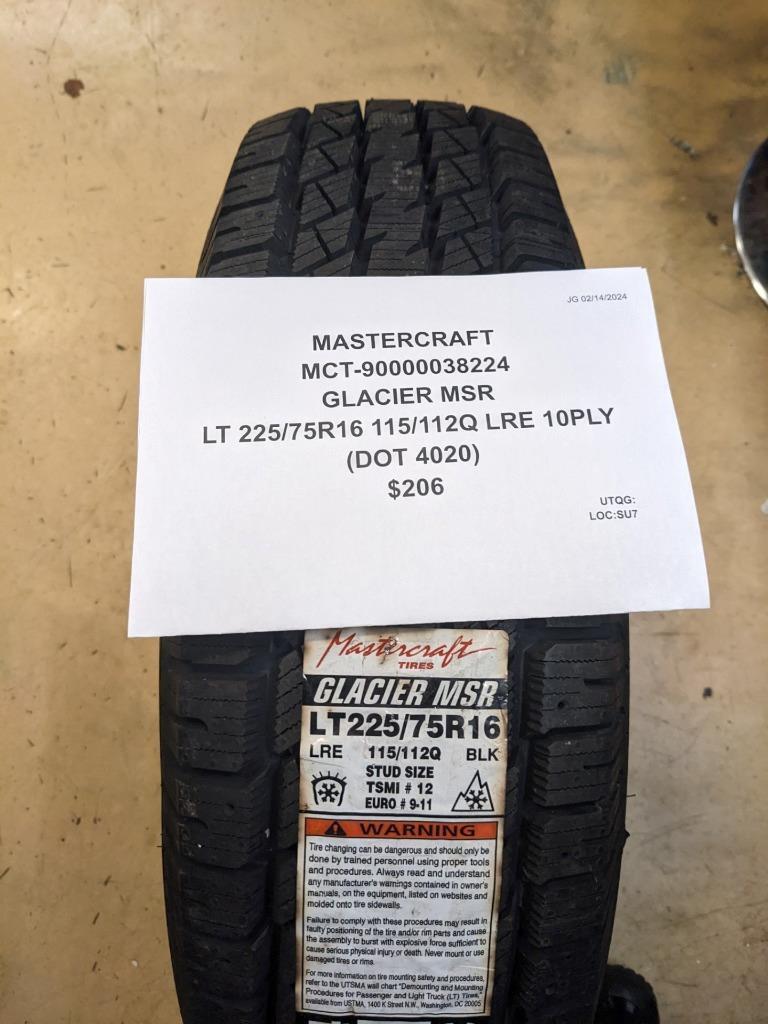 JG 02/14/2024
MASTERCRAFT
MCT-90000038224
GLACIER MSR
LT 225/75R16 115/112Q LRE 10PLY
(DOT 4020)
$206
UTQG:
LOC:SU7
Mastercraft
TIRES
GLACIER MSR
LT225/75R16
LRE 115/112Q BLK
STUD SIZE
TSMI # 12
EURO # 9-11
WARNING
Tire changing can be dangerous and should only be
done by trained personnel using proper tools
and procedures. Always read and understand
any manufacturer's warnings contained in owner's
manuals, on the equipment, listed on websites and
molded onto tire sidewalls.
Failure to comply with these procedures may result in
faulty positioning of the tire and/or rim parts and cause
the assembly to burst with explosive force sufficient to
cause serious physical injury or death. Never mount or use
damaged tires or rims.
For more information on tire mounting safety and procedures,
refer to the UTSMA wall chart "Demounting and Mounting
Procedures for Passenger and Light Truck (LT) Tires,"
available from USTMA, 1400 K Street N.W., Washington, DC 20005